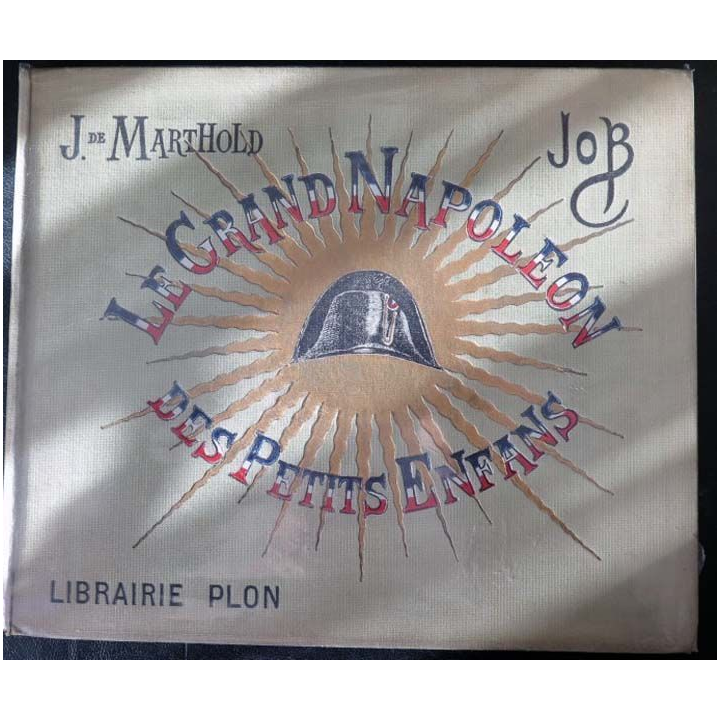 J. DE MARTHOLD
JOB
LE GRAND NAPOLEON
DES PETITS ENFANS
LIBRAIRIE PLON